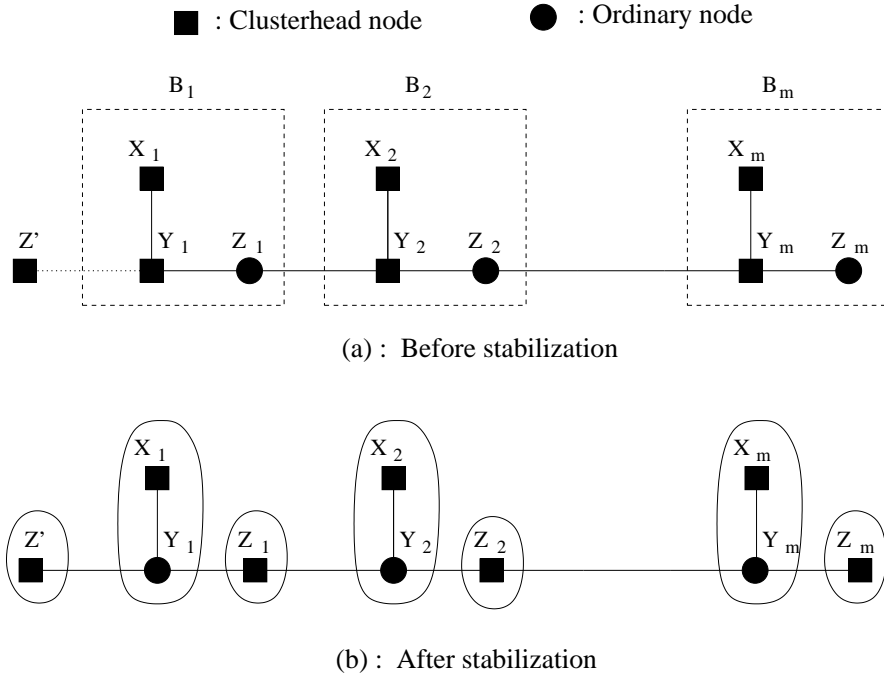 : Clusterhead node : Ordinary node
B 1 B 2 B m
X 1 X 2 X m
Z' Y 1 Z 1 Y 2 Z 2 Y m Z m
(a) : Before stabilization
X 1 X 2 X m
Z' Y 1 Z 1 Y 2 Z 2 Y m Z m
(b) : After stabilization